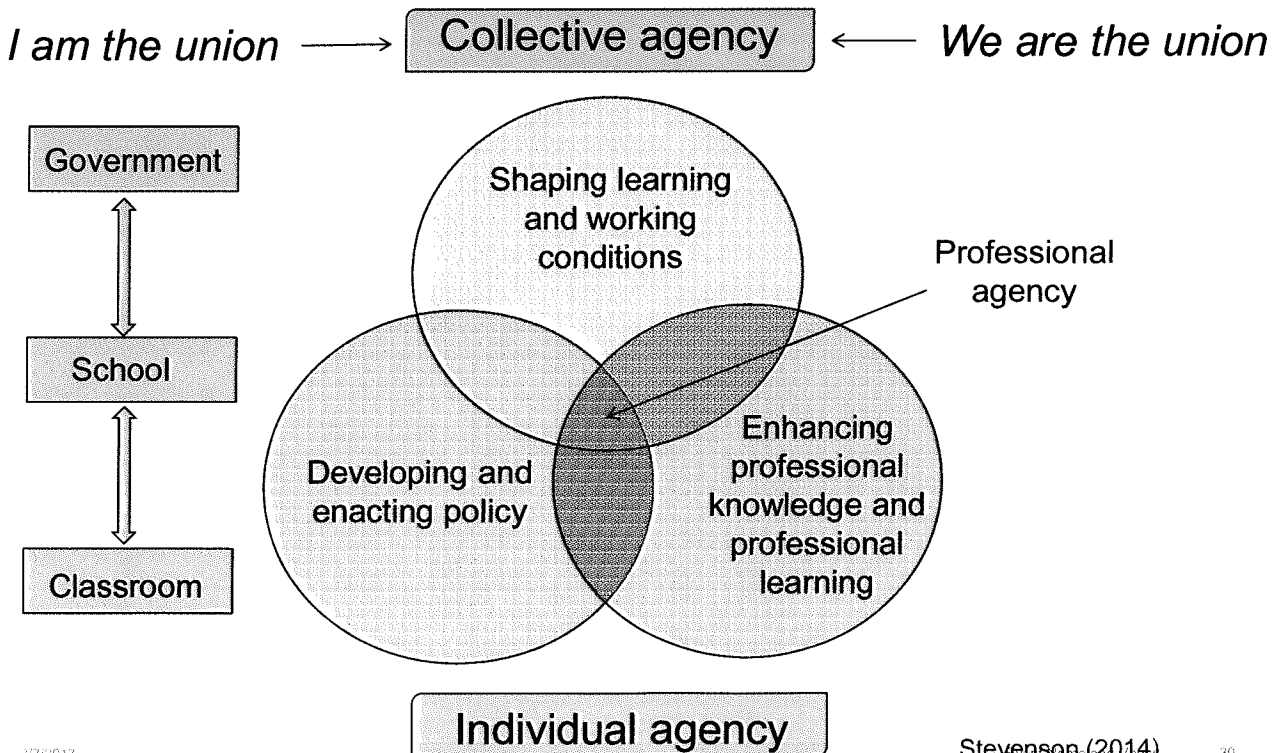 I am the union
Collective agency
We are the union
Government
School
Classroom
Shaping learning
and working
conditions
Professional
agency
Developing and
enacting policy
Enhancing
professional
knowledge and
professional
learning
Individual agency
Stevenson (2014)
30